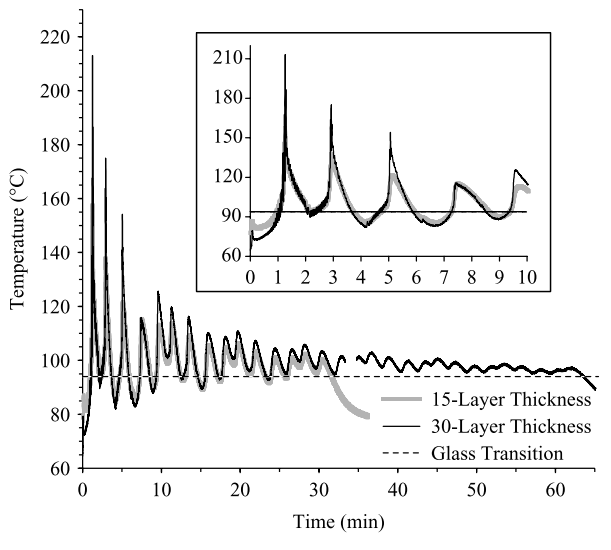 220
200
180
160
140
120
100
80
60
Temperature (°C)
210
180
150
120
90
60
0 1 2 3 4 5 6 7 8 9 10
15-Layer Thickness
30-Layer Thickness
Glass Transition
0 10 20 30 40 50 60
Time (min)